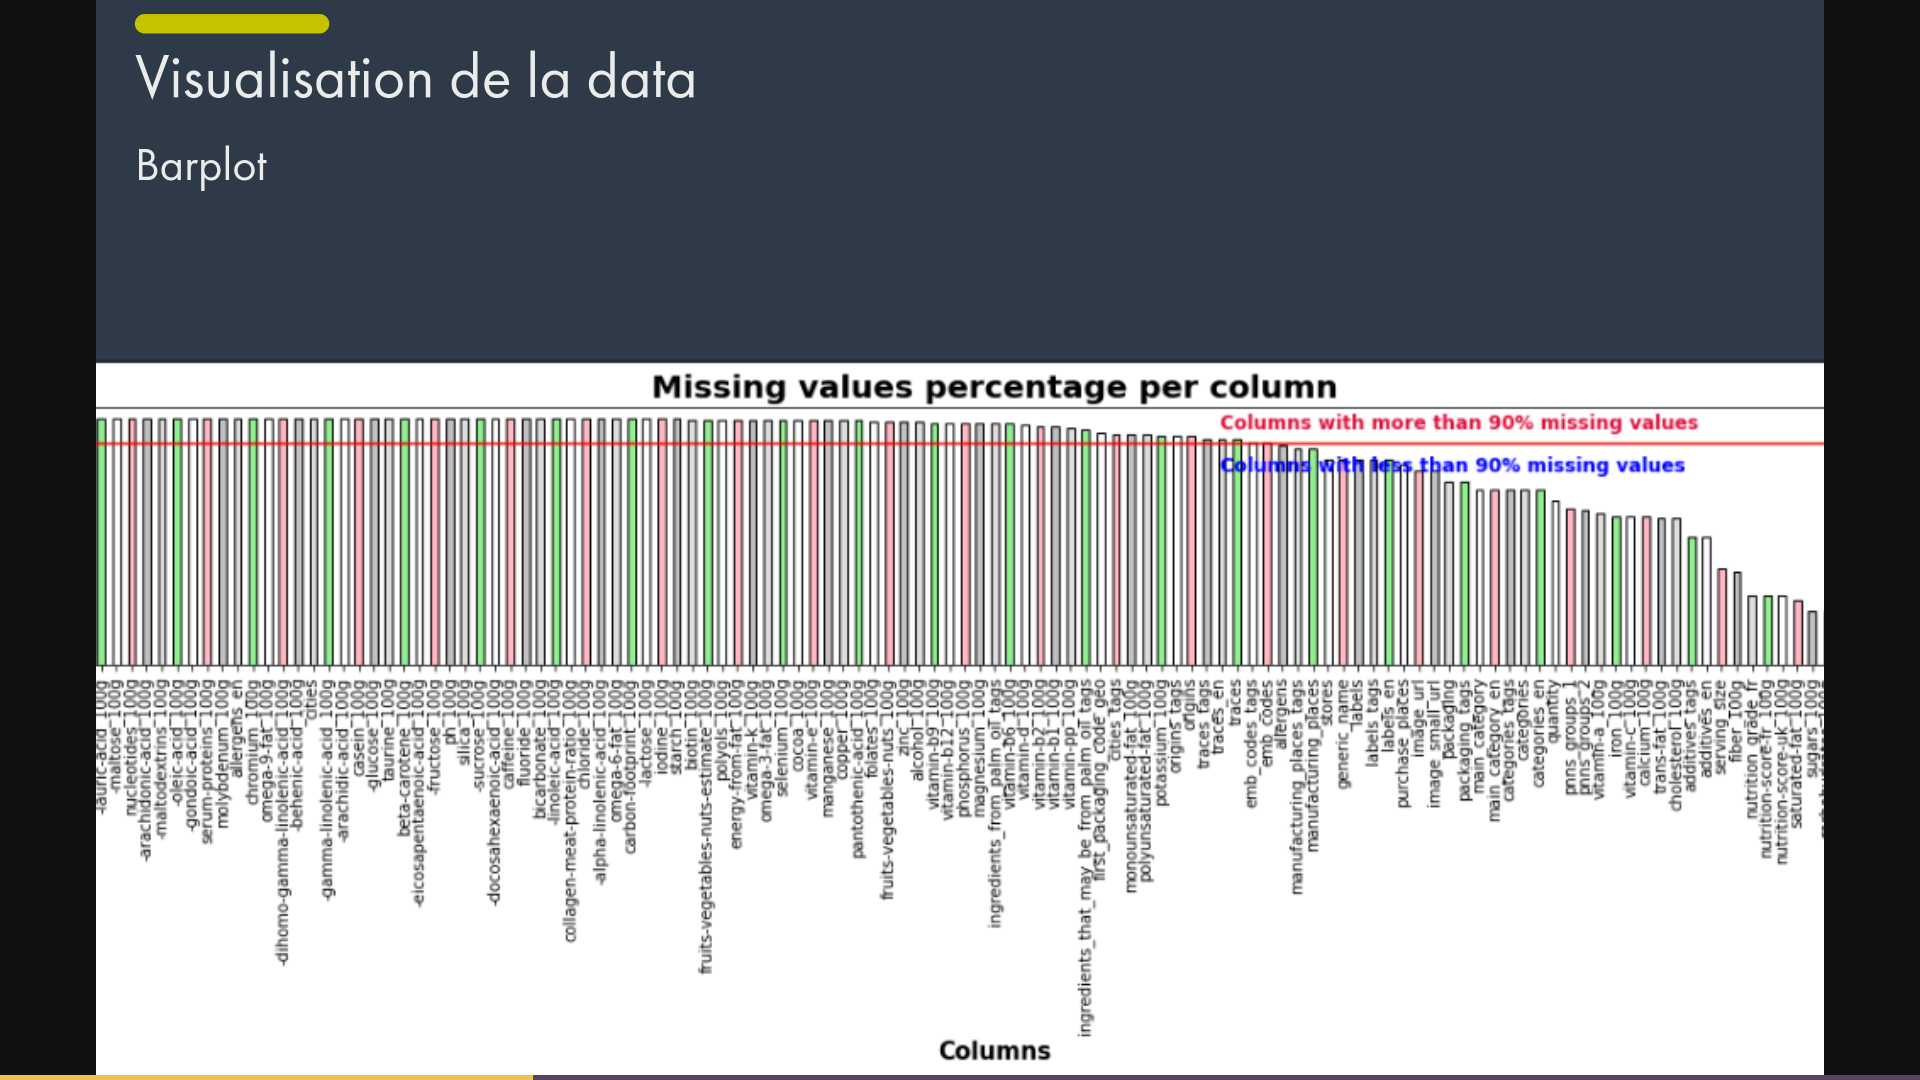 Visualisation de la data
Barplot
Missing values percentage per column
Columns with more than 90% missing values
Columns with less than 90% missing values
-lauric-acid_100g
-maltose_100g
nucleotides_100g
-arachidonic-acid_100g
-maltodextrins_100g
-oleic-acid_100g
-gondoic-acid_100g
serum-proteins_100g
molybdenum_100g
allergens_en
chromium_100g
omega-9-fat_100g
-dihomo-gamma-linolenic-acid_100g
-behenic-acid_100g
cities
-gamma-linolenic-acid_100g
-arachidic-acid_100g
casein_100g
-glucose_100g
taurine_100g
beta-carotene_100g
-eicosapentaenoic-acid_100g
-fructose_100g
ph_100g
silica_100g
-sucrose_100g
-docosahexaenoic-acid_100g
caffeine_100g
fluoride_100g
bicarbonate_100g
-linoleic-acid_100g
collagen-meat-protein-ratio_100g
chloride_100g
-alpha-linolenic-acid_100g
omega-6-fat_100g
carbon-footprint_100g
-lactose_100g
iodine_100g
starch_100g
biotin_100g
fruits-vegetables-nuts-estimate_100g
polyols_100g
energy-from-fat_100g
vitamin-k_100g
omega-3-fat_100g
selenium_100g
cocoa_100g
vitamin-e_100g
manganese_100g
copper_100g
pantothenic-acid_100g
folates_100g
fruits-vegetables-nuts_100g
zinc_100g
alcohol_100g
vitamin-b9_100g
vitamin-b12_100g
phosphorus_100g
magnesium_100g
ingredients_from_palm_oil_tags
vitamin-b6_100g
vitamin-d_100g
vitamin-b2_100g
vitamin-b1_100g
vitamin-pp_100g
ingredients_that_may_be_from_palm_oil_tags
first_packaging_code_geo
cities_tags
monounsaturated-fat_100g
polyunsaturated-fat_100g
potassium_100g
origins_tags
origins
traces_tags
traces_en
traces
emb_codes_tags
emb_codes
allergens
manufacturing_places_tags
manufacturing_places
stores
generic_name
labels
labels_tags
labels_en
purchase_places
image_url
image_small_url
packaging
packaging_tags
main_category
main_category_en
categories_tags
categories
categories_en
quantity
pnns_groups_1
pnns_groups_2
vitamin-a_100g
iron_100g
vitamin-c_100g
calcium_100g
trans-fat_100g
cholesterol_100g
additives_tags
additives_en
serving_size
fiber_100g
nutrition_grade_fr
nutrition-score-fr_100g
nutrition-score-uk_100g
saturated-fat_100g
sugars_100g
Columns